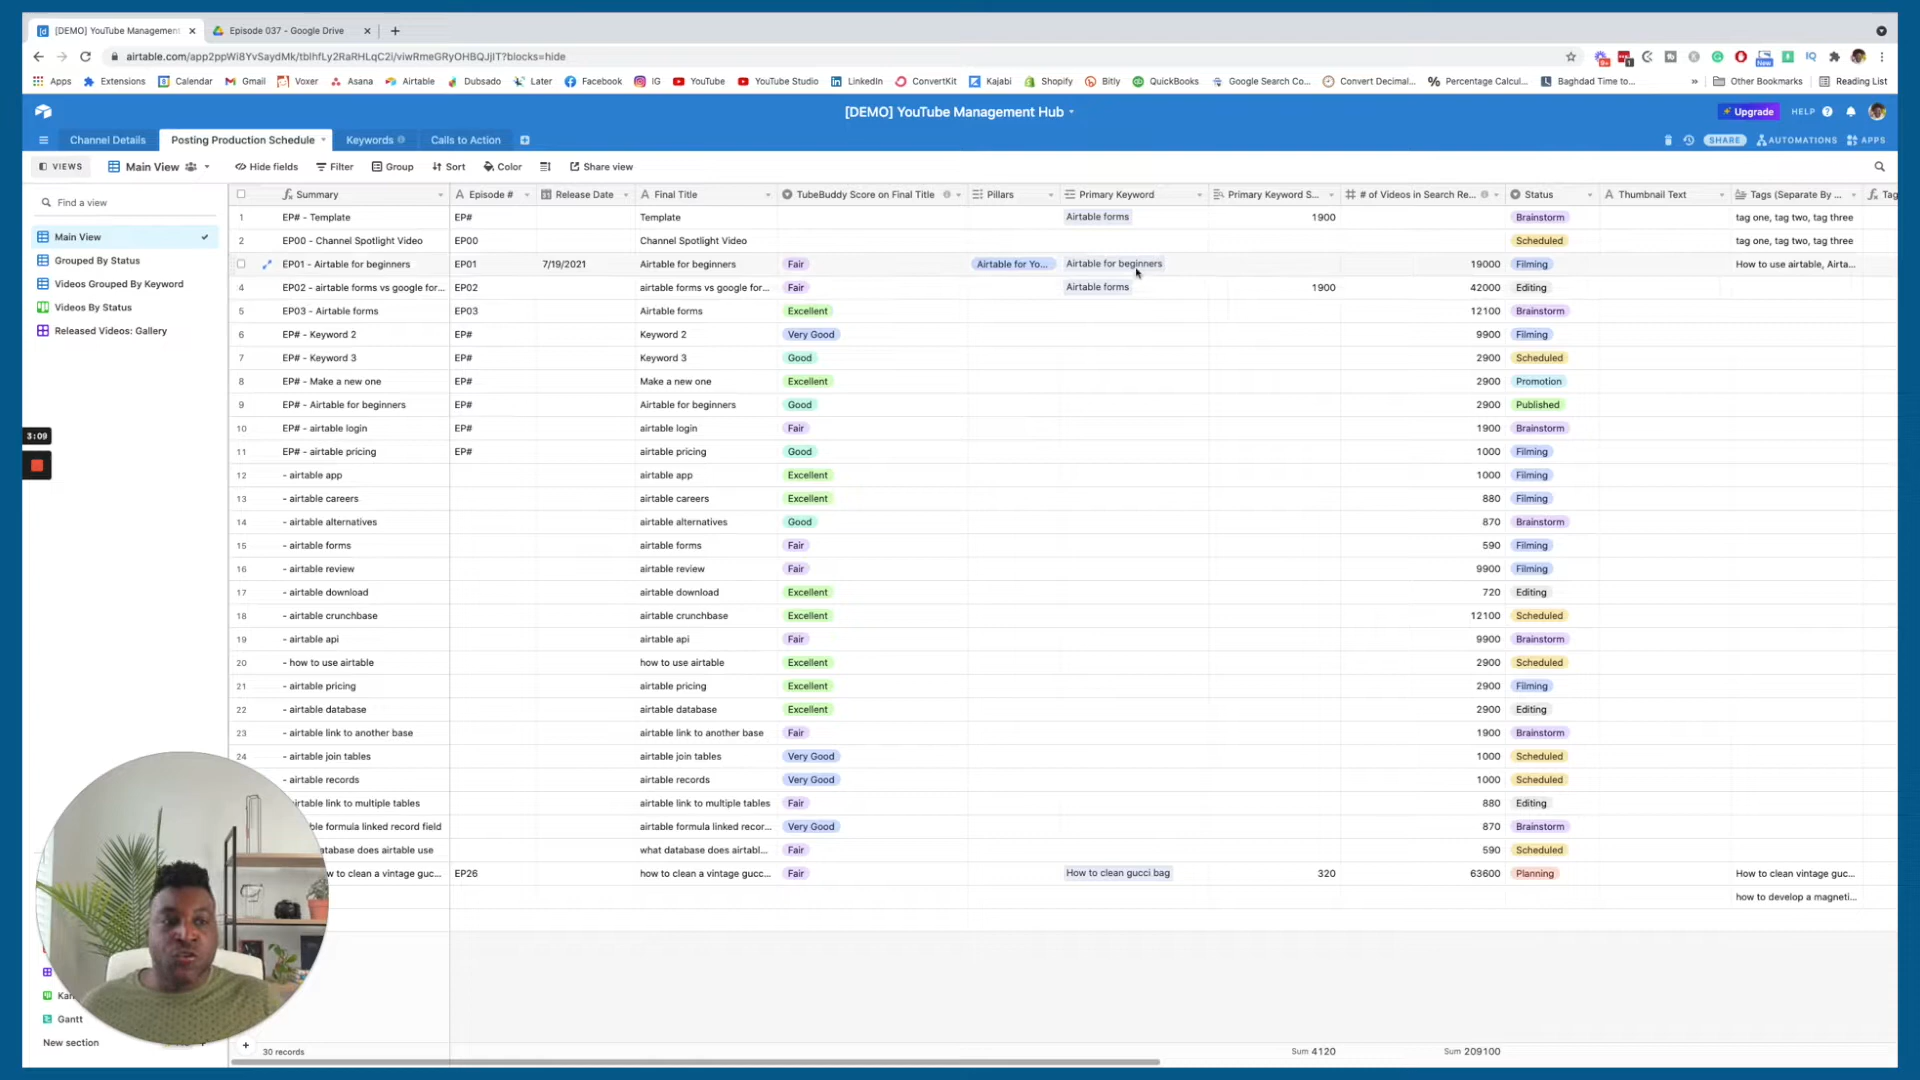 [DEMO] YouTube Management
Episode 037 - Google Drive
airtable.com/app2ppWi8YvSaydMk/tblhfLy2RaRHLqC2i/viwRmeGRyOHBQJjIT?blocks=hide
Apps Extensions Calendar Gmail Voxer Asana Airtable Dubsado Later Facebook IG YouTube YouTube Studio LinkedIn ConvertKit Kajabi Shopify Bitly QuickBooks Google Search Co... Convert Decimal... Percentage Calcul... Baghdad Time to... » Other Bookmarks Reading List
[DEMO] YouTube Management Hub
Upgrade HELP
Channel Details Posting Production Schedule Keywords Calls to Action
SHARE AUTOMATIONS APPS
VIEWS Main View Hide fields Filter Group Sort Color Share view
Find a view
Main View
Grouped By Status
Videos Grouped By Keyword
Videos By Status
Released Videos: Gallery
Summary Episode # Release Date Final Title TubeBuddy Score on Final Title Pillars Primary Keyword Primary Keyword S... # of Videos in Search Re... Status Thumbnail Text Tags (Separate By ... Tag
1 EP# - Template EP# Template Airtable forms 1900 Brainstorm tag one, tag two, tag three
2 EP00 - Channel Spotlight Video EP00 Channel Spotlight Video Scheduled tag one, tag two, tag three
EP01 - Airtable for beginners EP01 7/19/2021 Airtable for beginners Fair Airtable for Yo... Airtable for beginners 19000 Filming How to use airtable, Airta...
4 EP02 - airtable forms vs google for... EP02 airtable forms vs google for... Fair Airtable forms 1900 42000 Editing
5 EP03 - Airtable forms EP03 Airtable forms Excellent 12100 Brainstorm
6 EP# - Keyword 2 EP# Keyword 2 Very Good 9900 Filming
7 EP# - Keyword 3 EP# Keyword 3 Good 2900 Scheduled
8 EP# - Make a new one EP# Make a new one Excellent 2900 Promotion
9 EP# - Airtable for beginners EP# Airtable for beginners Good 2900 Published
10 EP# - airtable login EP# airtable login Fair 1900 Brainstorm
11 EP# - airtable pricing EP# airtable pricing Good 1000 Filming
12 - airtable app airtable app Excellent 1000 Filming
13 - airtable careers airtable careers Excellent 880 Filming
14 - airtable alternatives airtable alternatives Good 870 Brainstorm
15 - airtable forms airtable forms Fair 590 Filming
16 - airtable review airtable review Fair 9900 Filming
17 - airtable download airtable download Excellent 720 Editing
18 - airtable crunchbase airtable crunchbase Excellent 12100 Scheduled
19 - airtable api airtable api Fair 9900 Brainstorm
20 - how to use airtable how to use airtable Excellent 2900 Scheduled
21 - airtable pricing airtable pricing Excellent 2900 Filming
22 - airtable database airtable database Excellent 2900 Editing
23 - airtable link to another base airtable link to another base Fair 1900 Brainstorm
24 - airtable join tables airtable join tables Very Good 1000 Scheduled
- airtable records airtable records Very Good 1000 Scheduled
irtable link to multiple tables airtable link to multiple tables Fair 880 Editing
ble formula linked record field airtable formula linked recor... Very Good 870 Brainstorm
atabase does airtable use what database does airtabl... Fair 590 Scheduled
w to clean a vintage guc... EP26 how to clean a vintage gucc... Fair How to clean gucci bag 320 63600 Planning How to clean vintage guc...
how to develop a magneti...
3:09
Kan
Gantt
New section
+ 30 records Sum 4120 Sum 209100